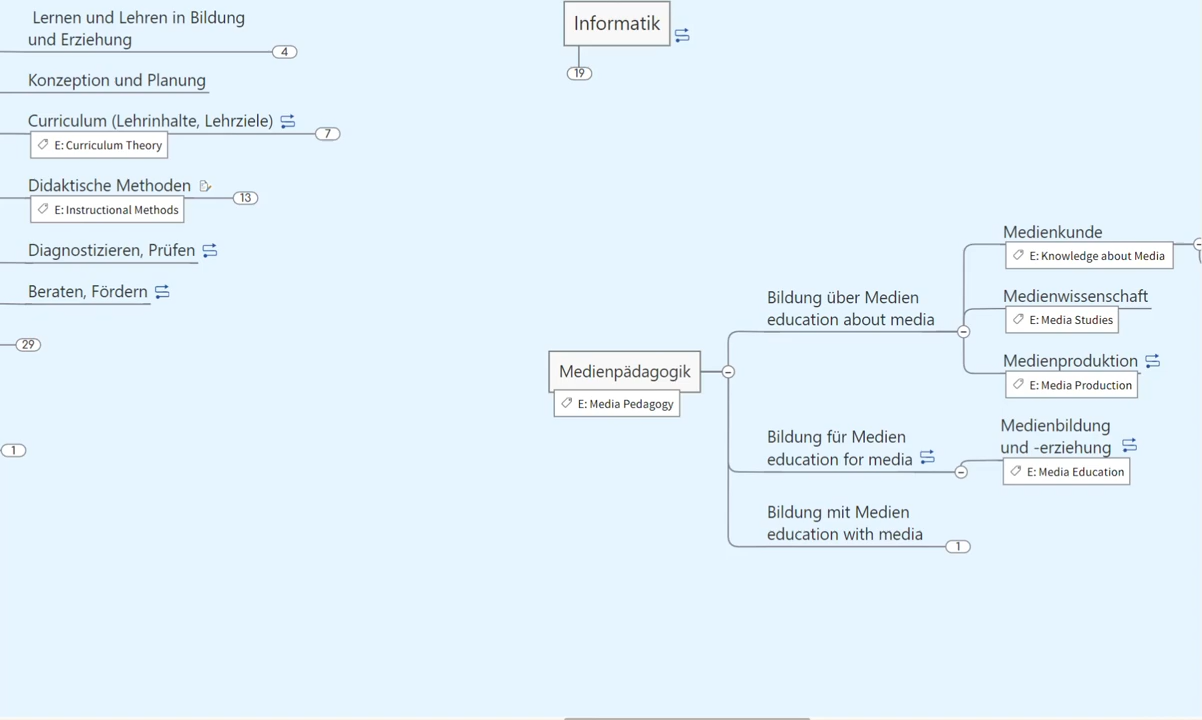 Lernen und Lehren in Bildung
und Erziehung
4
Konzeption und Planung
Curriculum (Lehrinhalte, Lehrziele)
7
E: Curriculum Theory
Didaktische Methoden
13
E: Instructional Methods
Diagnostizieren, Prüfen
Beraten, Fördern
29
1
Informatik
19
Medienpädagogik
E: Media Pedagogy
Bildung über Medien
education about media
Medienkunde
E: Knowledge about Media
Medienwissenschaft
E: Media Studies
Medienproduktion
E: Media Production
Bildung für Medien
education for media
Medienbildung
und -erziehung
E: Media Education
Bildung mit Medien
education with media
1